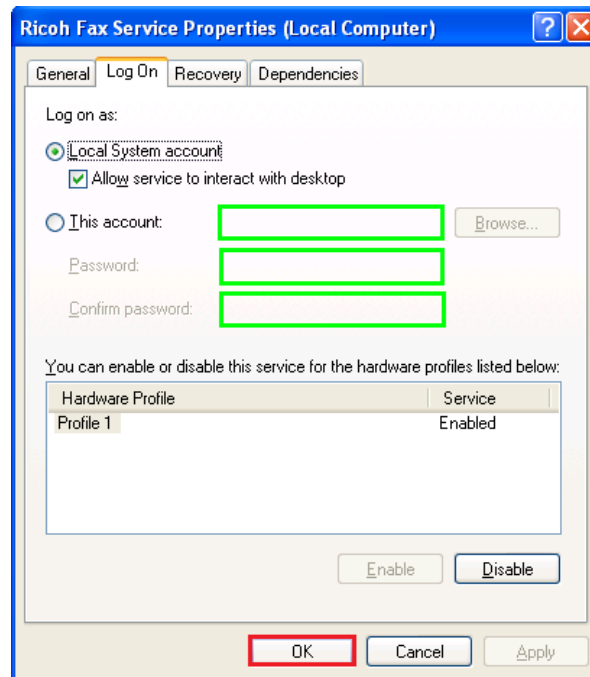 Ricoh Fax Service Properties (Local Computer)
General Log On Recovery Dependencies
Log on as:
Local System account
Allow service to interact with desktop
This account:
Browse...
Password:
Confirm password:
You can enable or disable this service for the hardware profiles listed below:
Hardware Profile Service
Profile 1 Enabled
Enable Disable
OK Cancel Apply